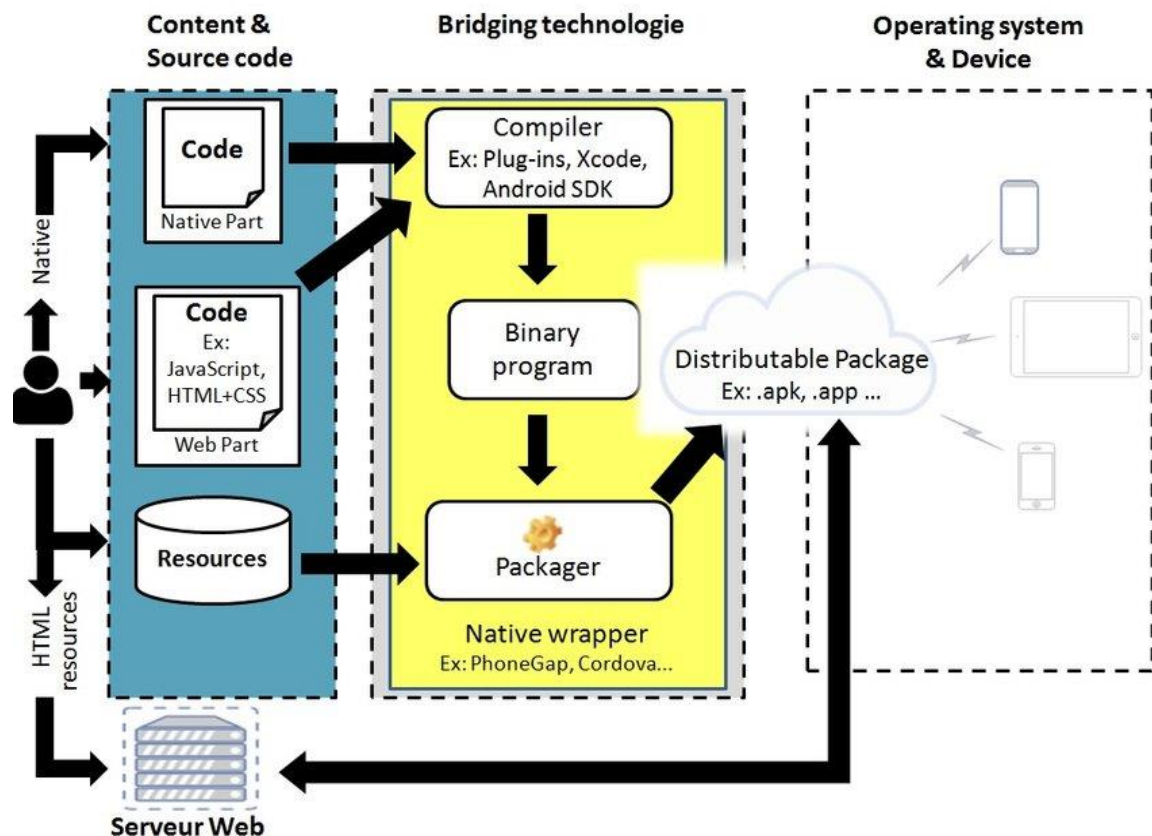 Content &
Source code
Bridging technologie
Operating system
& Device
Code
Native Part
Compiler
Ex: Plug-ins, Xcode,
Android SDK
Native
Code
Ex:
JavaScript,
HTML+CSS
Web Part
Binary
program
Distributable Package
Ex: .apk, .app ...
Resources
Packager
HTML
resources
Native wrapper
Ex: PhoneGap, Cordova...
Serveur Web